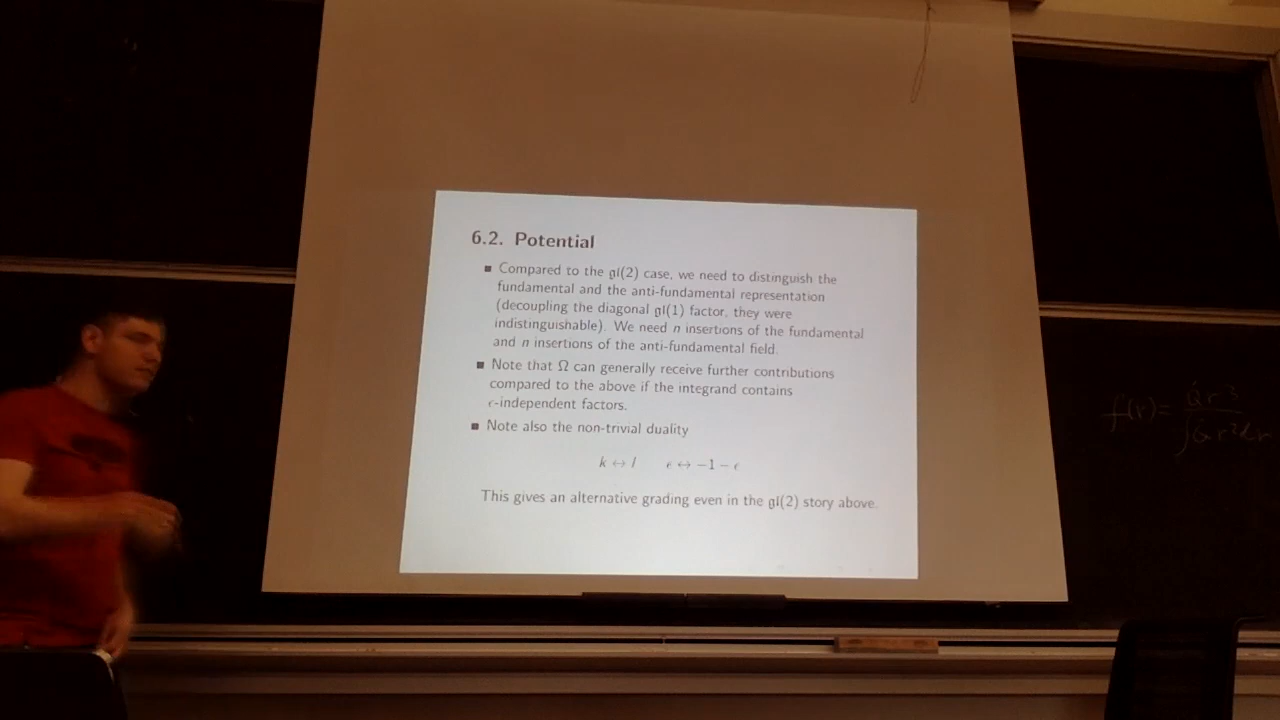 6.2. Potential
▪ Compared to the 𝔤𝔩(2) case, we need to distinguish the
fundamental and the anti-fundamental representation
(decoupling the diagonal 𝔤𝔩(1) factor, they were
indistinguishable). We need n insertions of the fundamental
and n insertions of the anti-fundamental field.
▪ Note that Ω can generally receive further contributions
compared to the above if the integrand contains
ϵ-independent factors.
▪ Note also the non-trivial duality
k ↔ l ϵ ↔ −1 − ϵ
This gives an alternative grading even in the 𝔤𝔩(2) story above.
f(r)=